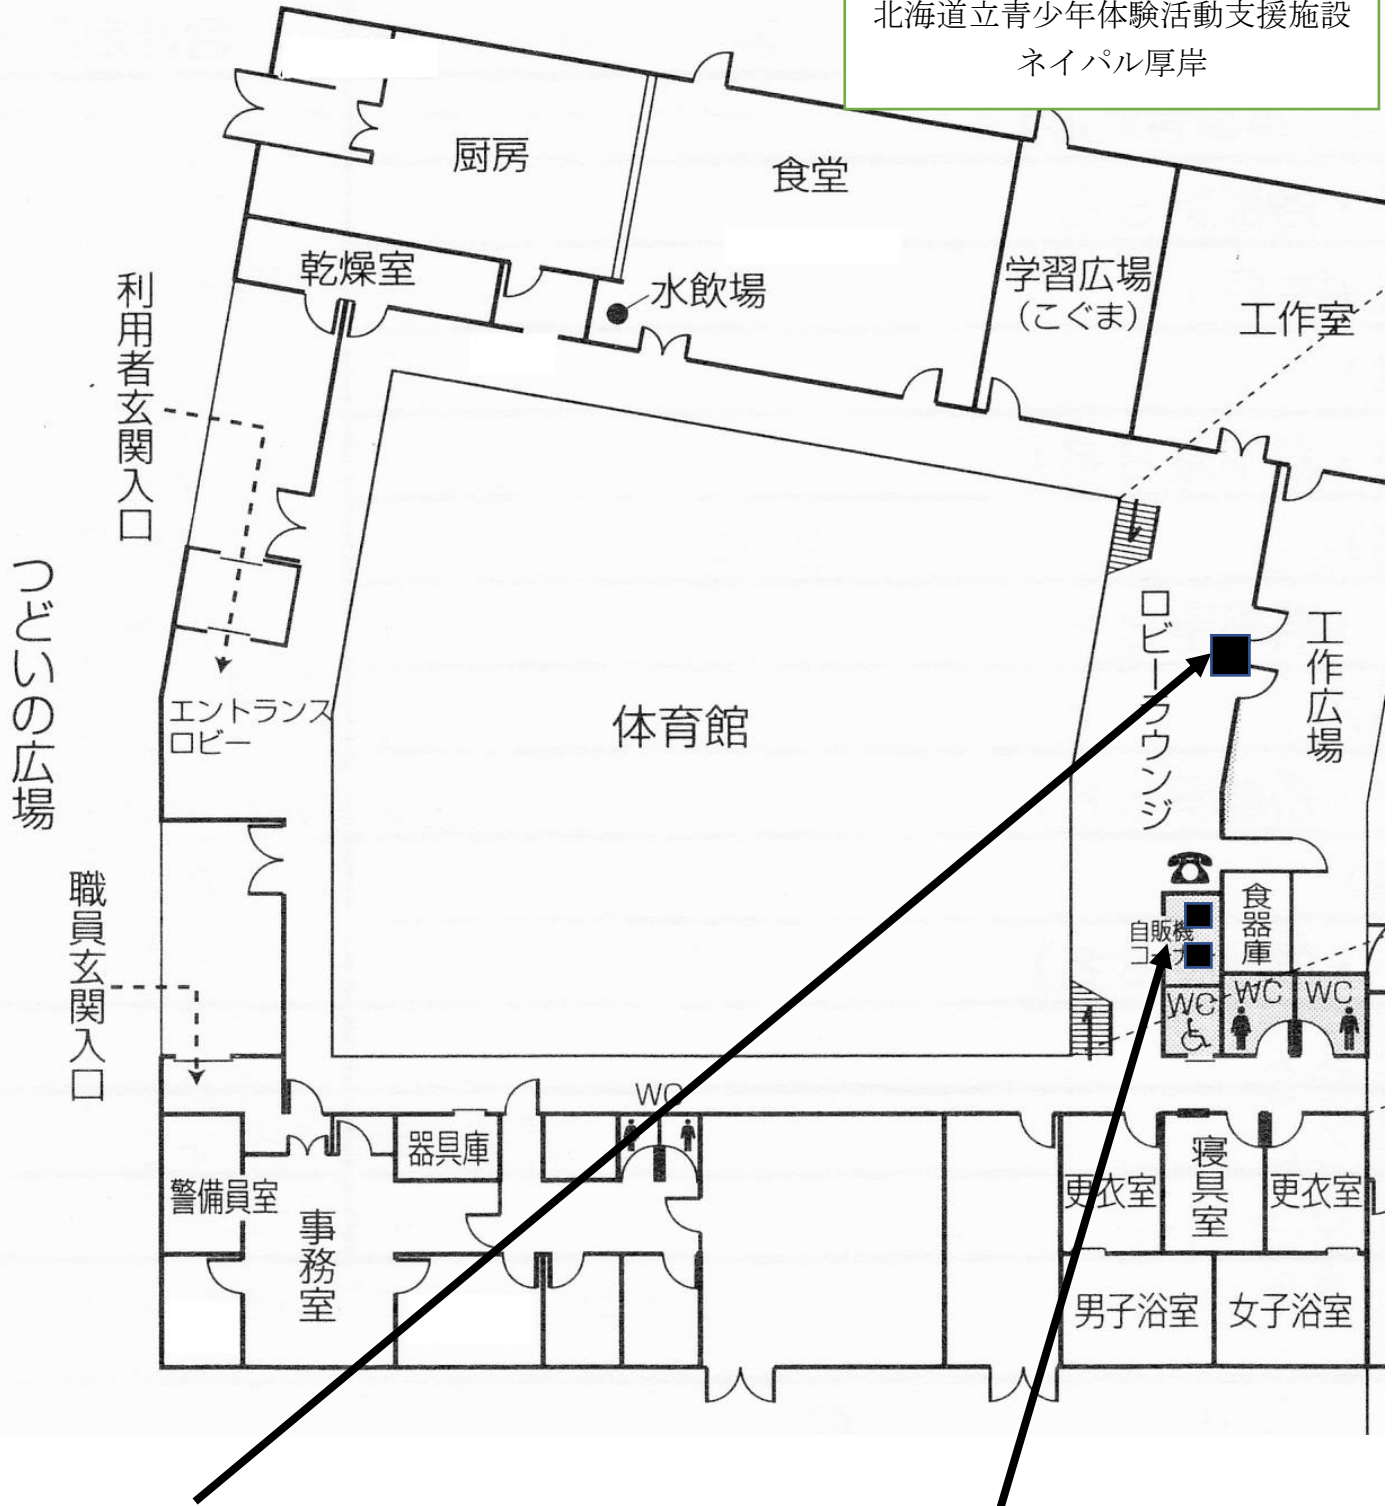 北海道立青少年体験活動支援施設
ネイパル厚岸
厨房
食堂
乾燥室
水飲場
学習広場
(こぐま)
工作室
利用者玄関入口
つどいの広場
エントランス
ロビー
体育館
ロビーラウンジ
工作広場
職員玄関入口
自販機
コーナー
食器庫
WC
WC
WC
WC
器具庫
警備員室
事務室
更衣室
寝具室
更衣室
男子浴室
女子浴室